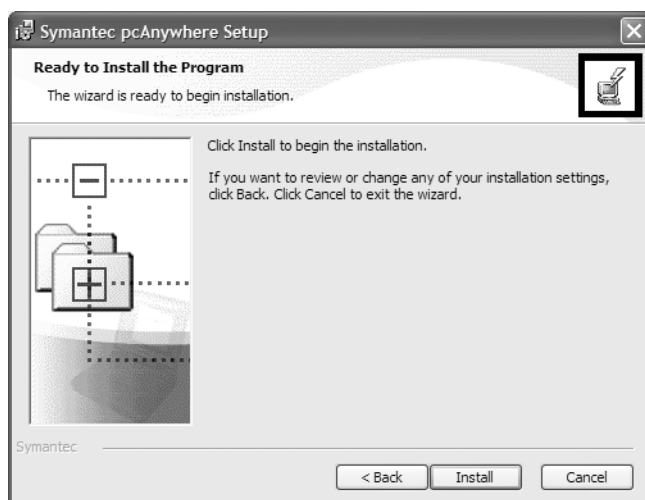 Symantec pcAnywhere Setup
Ready to Install the Program
The wizard is ready to begin installation.
Click Install to begin the installation.
If you want to review or change any of your installation settings,
click Back. Click Cancel to exit the wizard.
Symantec
< Back
Install
Cancel